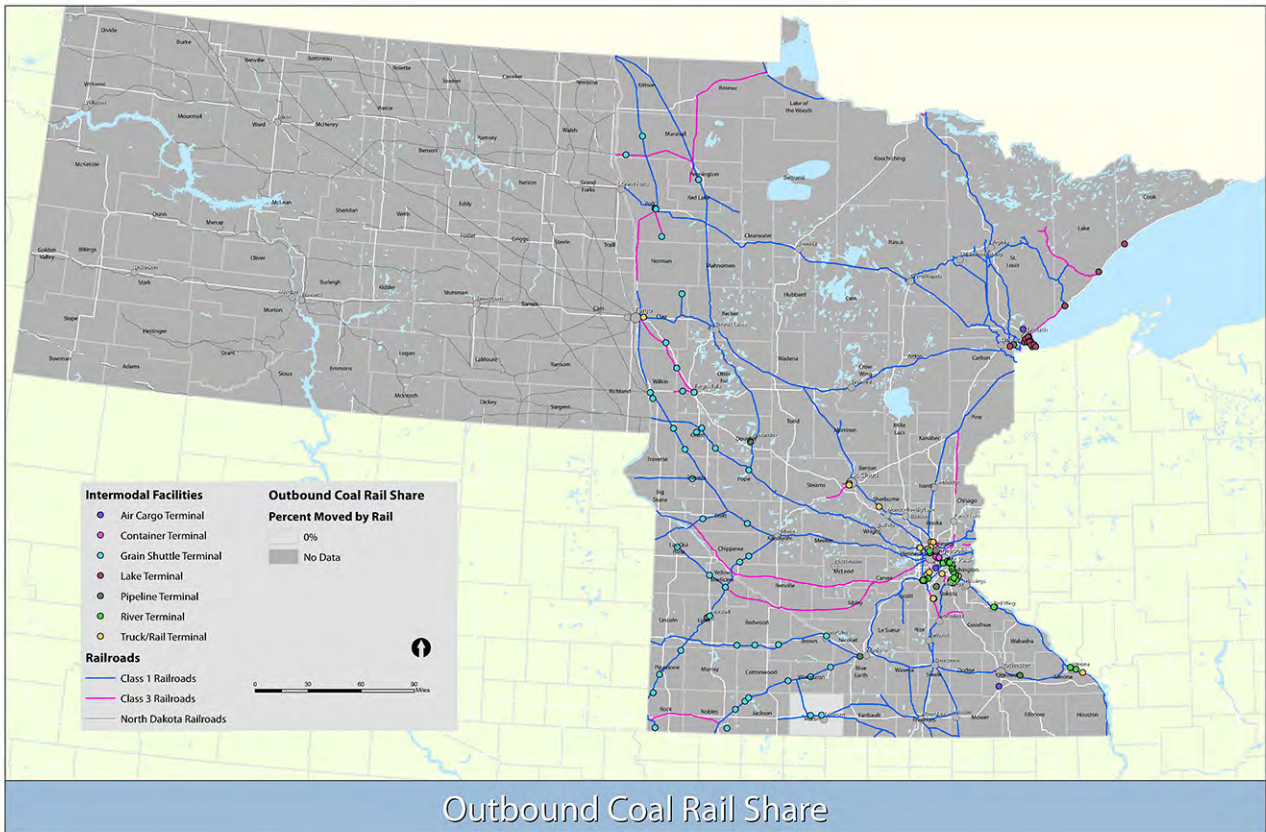 Divide
Burke
Renville
Bottineau
Rolette
Towner
Cavalier
Pembina
Kittson
Roseau
Lake of
the Woods
Williams
Mountrail
Ward
McHenry
Pierce
Ramsey
Walsh
Marshall
Koochiching
Benson
Pennington
Beltrami
McKenzie
Nelson
Grand
Forks
Red Lake
Polk
Cook
Lake
McLean
Dunn
Mercer
Sheridan
Wells
Eddy
Foster
Griggs
Steele
Traill
Norman
Mahnomen
Clearwater
Itasca
St.
Louis
Golden
Valley
Billings
Stark
Oliver
Burleigh
Kidder
Stutsman
Barnes
Cass
Clay
Becker
Hubbard
Cass
Morton
Slope
Hettinger
Grant
Logan
LaMoure
Ransom
Richland
Wilkin
Otter
Tail
Wadena
Crow
Wing
Aitkin
Carlton
Bowman
Adams
Sioux
Emmons
McIntosh
Dickey
Sargent
Todd
Morrison
Mille
Lacs
Kanabec
Pine
Traverse
Grant
Douglas
Big
Stone
Stevens
Pope
Stearns
Benton
Sherburne
Isanti
Chisago
Anoka
Swift
Kandiyohi
Meeker
Wright
Hennepin
Washington
Lac Qui
Parle
Chippewa
Yellow
Medicine
Renville
McLeod
Carver
Scott
Dakota
Sibley
Lincoln
Lyon
Redwood
Brown
Nicollet
Le Sueur
Rice
Goodhue
Wabasha
Pipestone
Murray
Cottonwood
Watonwan
Blue
Earth
Waseca
Steele
Dodge
Olmsted
Winona
Rock
Nobles
Jackson
Martin
Faribault
Freeborn
Mower
Fillmore
Houston
Intermodal Facilities
Air Cargo Terminal
Container Terminal
Grain Shuttle Terminal
Lake Terminal
Pipeline Terminal
River Terminal
Truck/Rail Terminal
Railroads
Class 1 Railroads
Class 3 Railroads
North Dakota Railroads
Outbound Coal Rail Share
Percent Moved by Rail
0%
No Data
0 30 60 90
Miles
Outbound Coal Rail Share